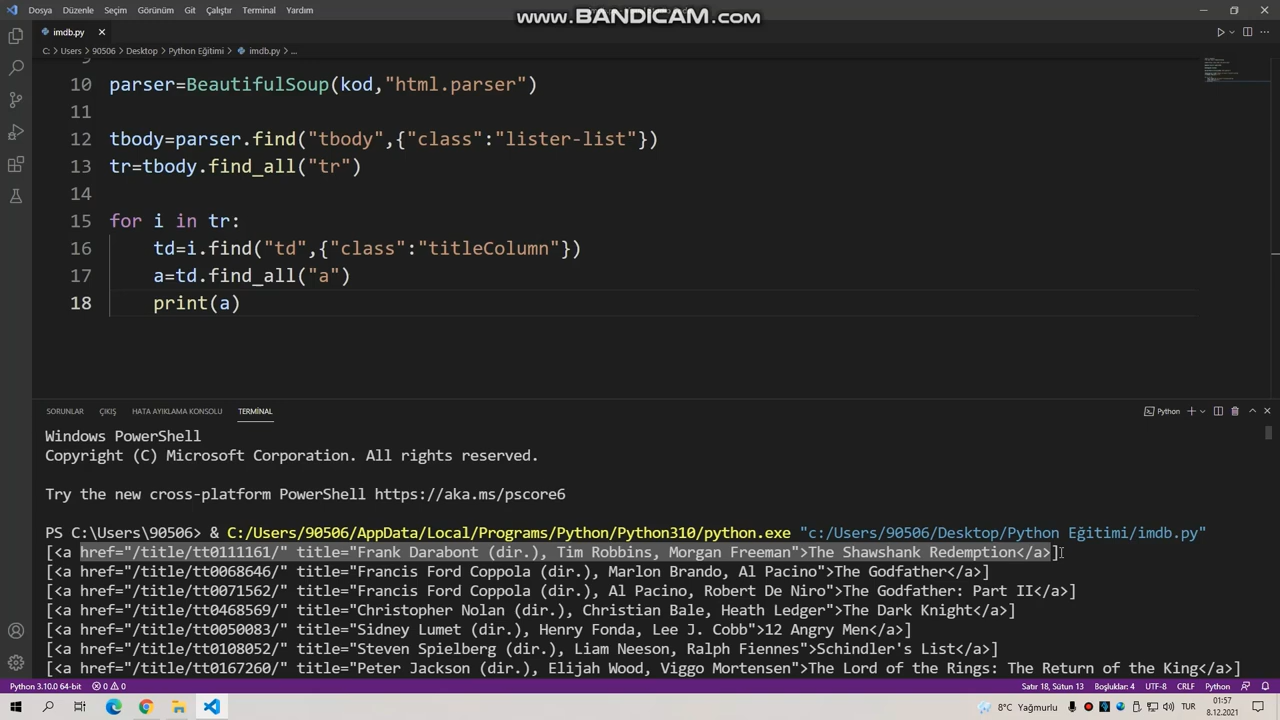 Dosya Düzenle Seçim Görünüm Git Çalıştır Terminal Yardım
www.BANDICAM.com
imdb.py
C: > Users > 90506 > Desktop > Python Eğitimi > imdb.py > ...
10 parser=BeautifulSoup(kod,"html.parser")
11
12 tbody=parser.find("tbody",{"class":"lister-list"})
13 tr=tbody.find_all("tr")
14
15 for i in tr:
16 td=i.find("td",{"class":"titleColumn"})
17 a=td.find_all("a")
18 print(a)
SORUNLAR ÇIKIŞ HATA AYIKLAMA KONSOLU TERMİNAL
Python
Windows PowerShell
Copyright (C) Microsoft Corporation. All rights reserved.
Try the new cross-platform PowerShell https://aka.ms/pscore6
PS C:\Users\90506> & C:/Users/90506/AppData/Local/Programs/Python/Python310/python.exe "c:/Users/90506/Desktop/Python Eğitimi/imdb.py"
[<a href="/title/tt0111161/" title="Frank Darabont (dir.), Tim Robbins, Morgan Freeman">The Shawshank Redemption</a>]
[<a href="/title/tt0068646/" title="Francis Ford Coppola (dir.), Marlon Brando, Al Pacino">The Godfather</a>]
[<a href="/title/tt0071562/" title="Francis Ford Coppola (dir.), Al Pacino, Robert De Niro">The Godfather: Part II</a>]
[<a href="/title/tt0468569/" title="Christopher Nolan (dir.), Christian Bale, Heath Ledger">The Dark Knight</a>]
[<a href="/title/tt0050083/" title="Sidney Lumet (dir.), Henry Fonda, Lee J. Cobb">12 Angry Men</a>]
[<a href="/title/tt0108052/" title="Steven Spielberg (dir.), Liam Neeson, Ralph Fiennes">Schindler's List</a>]
[<a href="/title/tt0167260/" title="Peter Jackson (dir.), Elijah Wood, Viggo Mortensen">The Lord of the Rings: The Return of the King</a>]
Python 3.10.0 64-bit 0 0 Satır 18, Sütun 13 Boşluklar: 4 UTF-8 CRLF Python
8°C Yağmurlu TUR 01:57
8.12.2021